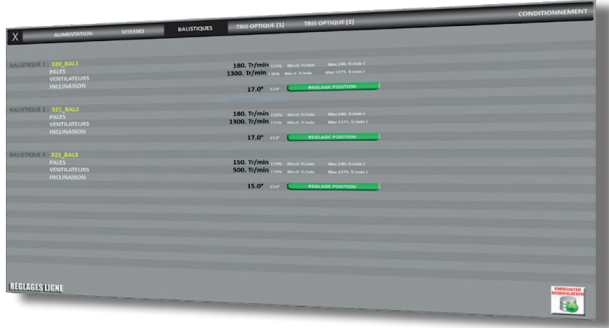 X ALIMENTATION VITESSES BALISTIQUES TRIS OPTIQUE [1] TRIS OPTIQUE [2] CONDITIONNEMENT
BALISTIQUE 1 320_BAL1
PALES 180. Tr/min
VENTILATEURS 1300. Tr/min
INCLINAISON 17.0° REGLAGE POSITION
BALISTIQUE 2 321_BAL2
PALES 180. Tr/min
VENTILATEURS 1300. Tr/min
INCLINAISON 17.0° REGLAGE POSITION
BALISTIQUE 3
PALES 150. Tr/min
VENTILATEURS 500. Tr/min
INCLINAISON 15.0° REGLAGE POSITION
REGLAGES LIGNE
ENREGISTRER
MODIFICATION